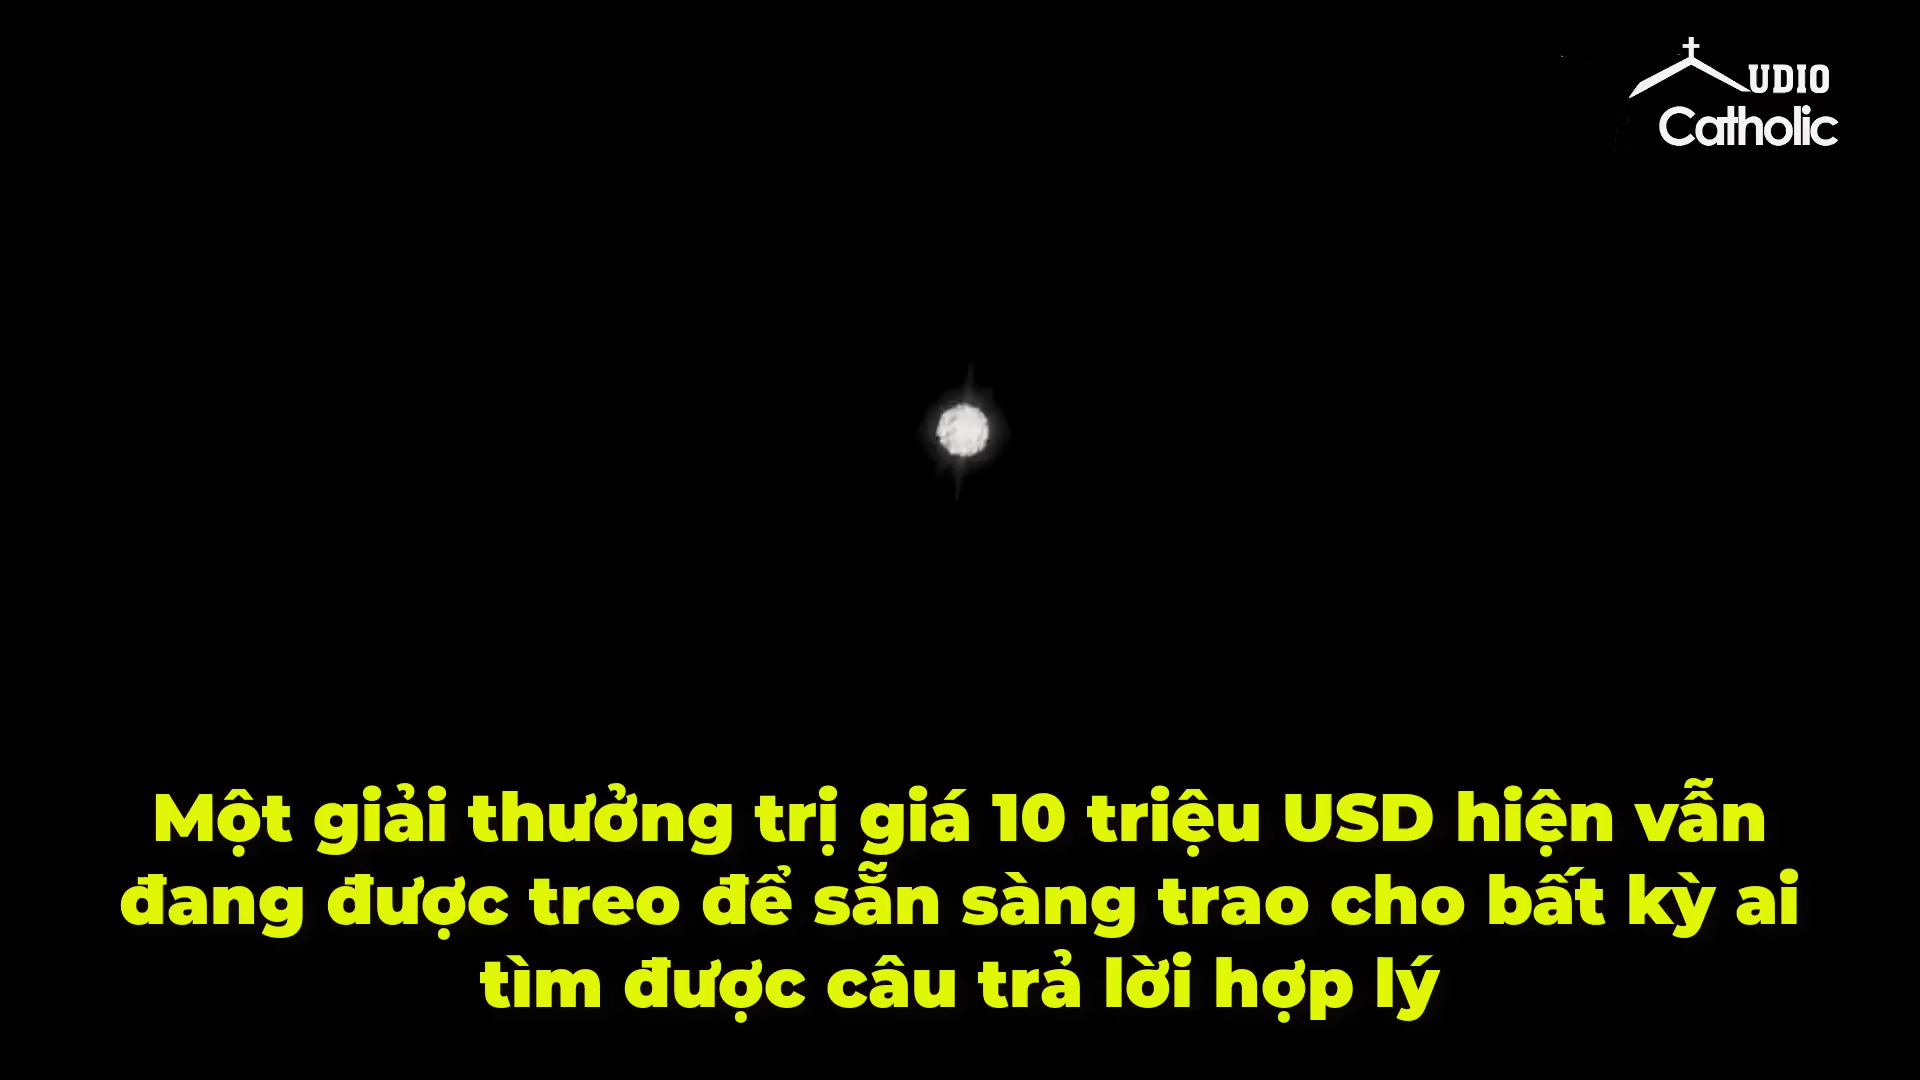 UDIO
Catholic
Một giải thưởng trị giá 10 triệu USD hiện vẫn
đang được treo để sẵn sàng trao cho bất kỳ ai
tìm được câu trả lời hợp lý